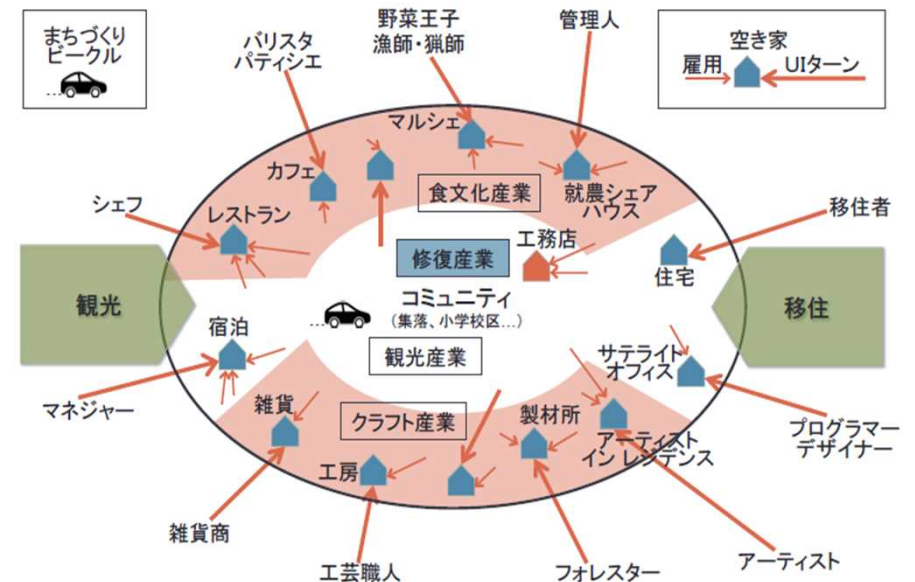 まちづくり
ビークル
バリスタ
パティシエ
野菜王子
漁師・猟師
管理人
空き家
雇用
UIターン
マルシェ
カフェ
食文化産業
就農シェア
ハウス
シェフ
レストラン
移住者
修復産業
工務店
住宅
観光
コミュニティ
(集落、小学校区…)
移住
宿泊
観光産業
サテライト
オフィス
マネジャー
雑貨
クラフト産業
製材所
アーティスト
イン レジデンス
プログラマー
デザイナー
工房
雑貨商
工芸職人
フォレスター
アーティスト